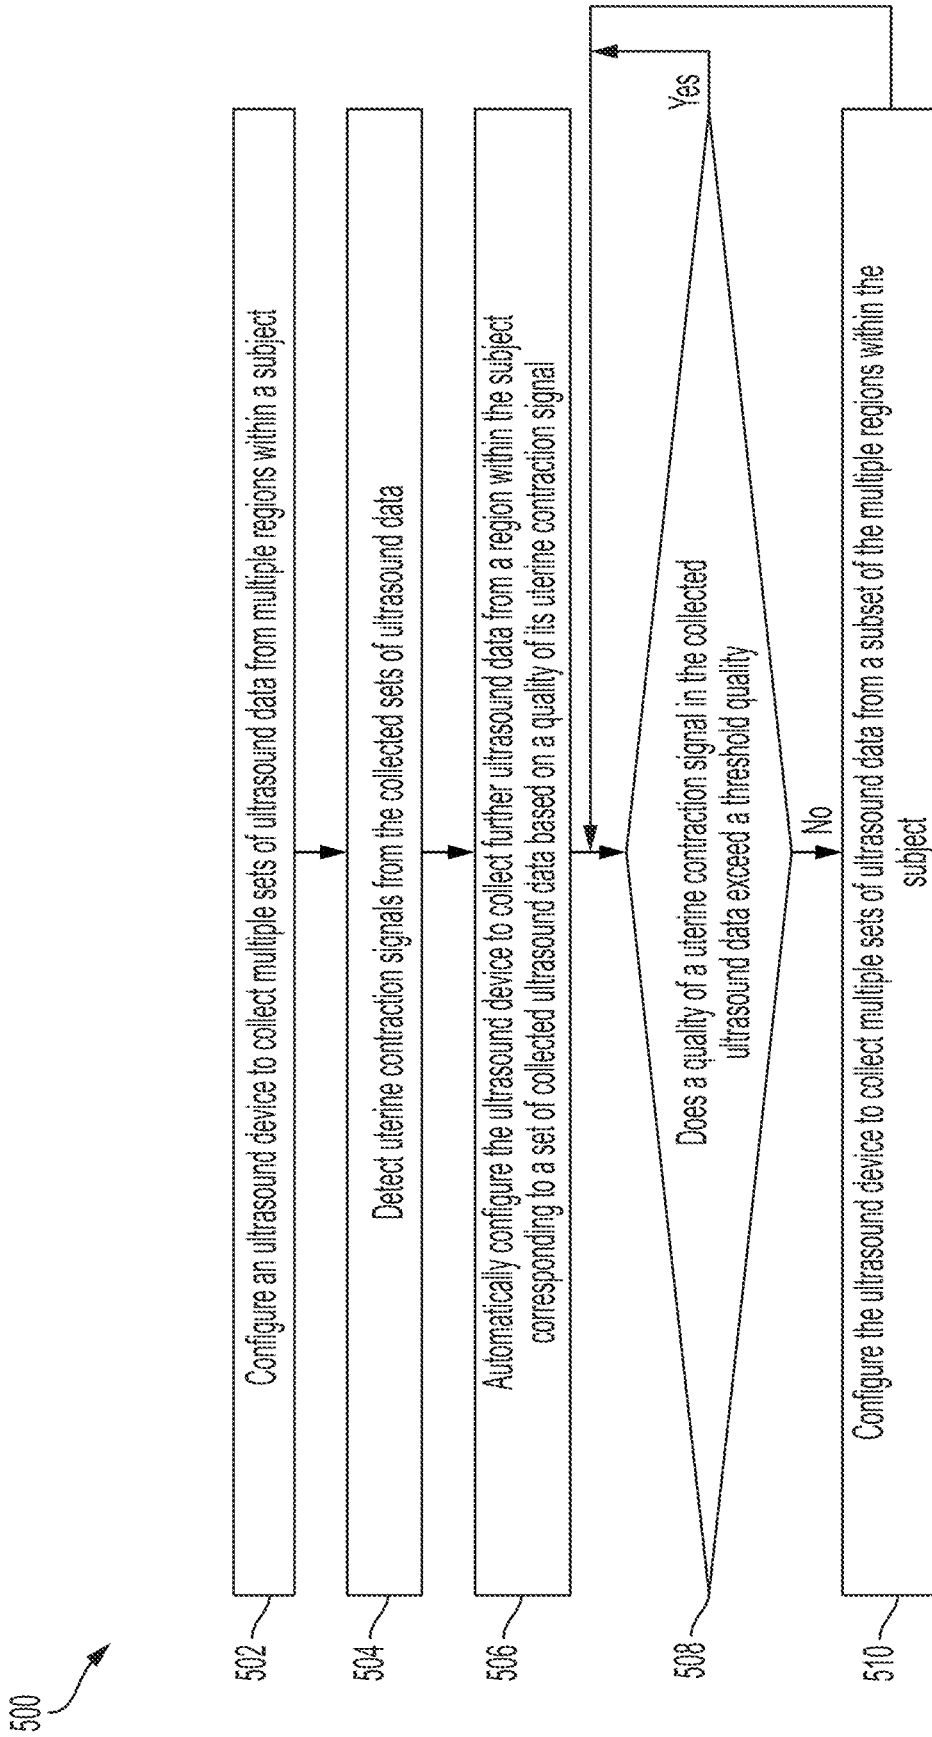 500
502
Configure an ultrasound device to collect multiple sets of ultrasound data from multiple regions within a subject
504
Detect uterine contraction signals from the collected sets of ultrasound data
506
Automatically configure the ultrasound device to collect further ultrasound data from a region within the subject
corresponding to a set of collected ultrasound data based on a quality of its uterine contraction signal
508
Does a quality of a uterine contraction signal in the collected
ultrasound data exceed a threshold quality
Yes
No
510
Configure the ultrasound device to collect multiple sets of ultrasound data from a subset of the multiple regions within the
subject